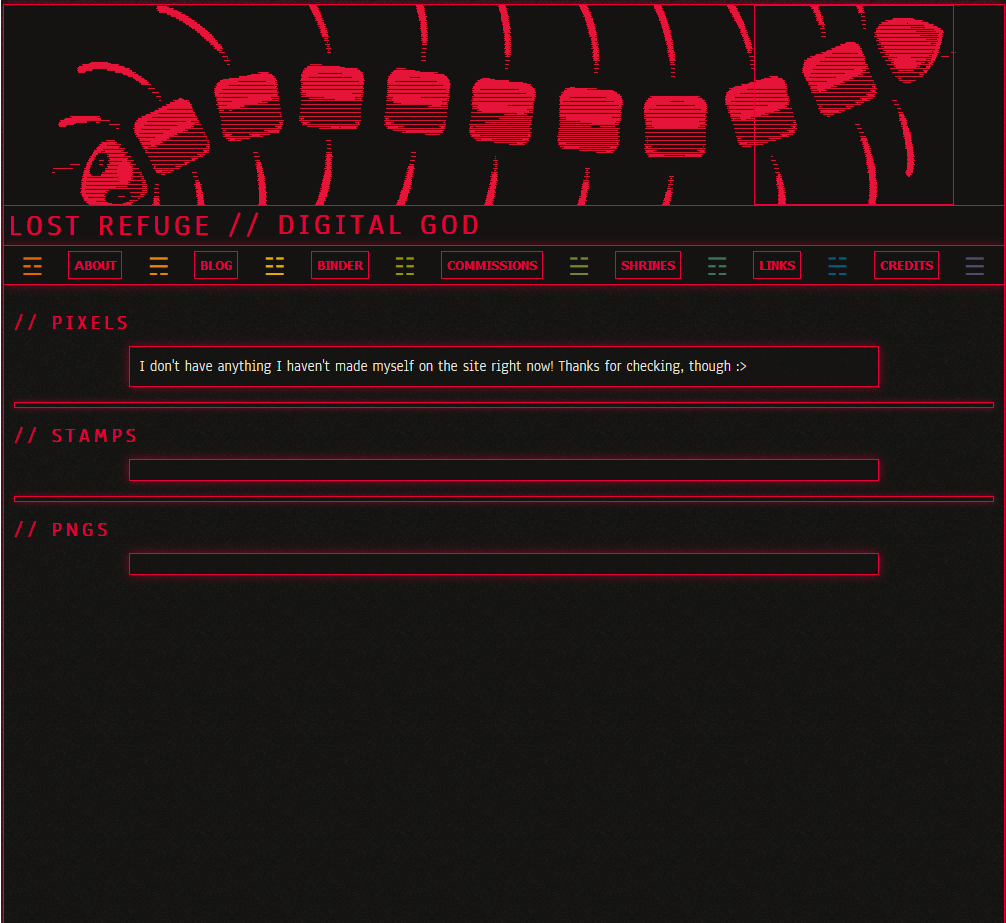 LOST REFUGE // DIGITAL GOD
ABOUT BLOG BINDER COMMISSIONS SHRINES LINKS CREDITS
// PIXELS
I don't have anything I haven't made myself on the site right now! Thanks for checking, though :>
// STAMPS
// PNGS